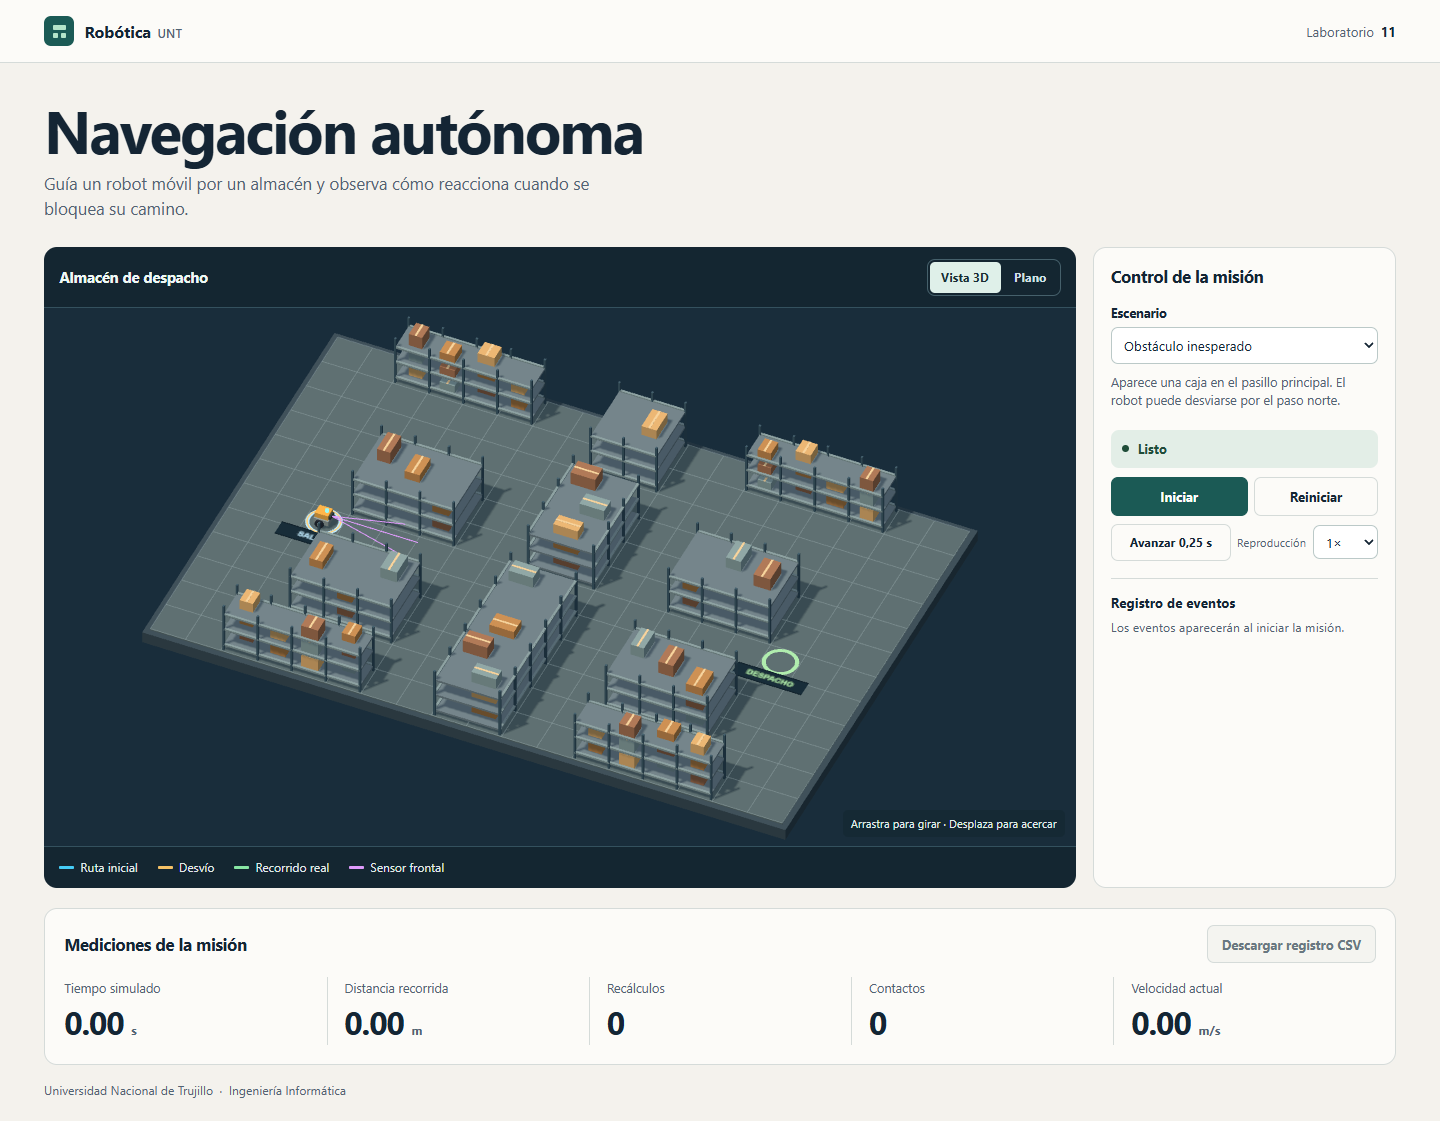 Robótica UNT
Laboratorio 11
Navegación autónoma
Guía un robot móvil por un almacén y observa cómo reacciona cuando se
bloquea su camino.
Almacén de despacho
Vista 3D
Plano
DESPACHO
Arrastra para girar · Desplaza para acercar
Ruta inicial
Desvío
Recorrido real
Sensor frontal
Control de la misión
Escenario
Obstáculo inesperado
Aparece una caja en el pasillo principal. El
robot puede desviarse por el paso norte.
Listo
Iniciar
Reiniciar
Avanzar 0,25 s
Reproducción
1×
Registro de eventos
Los eventos aparecerán al iniciar la misión.
Mediciones de la misión
Descargar registro CSV
Tiempo simulado
0.00 s
Distancia recorrida
0.00 m
Recálculos
0
Contactos
0
Velocidad actual
0.00 m/s
Universidad Nacional de Trujillo · Ingeniería Informática